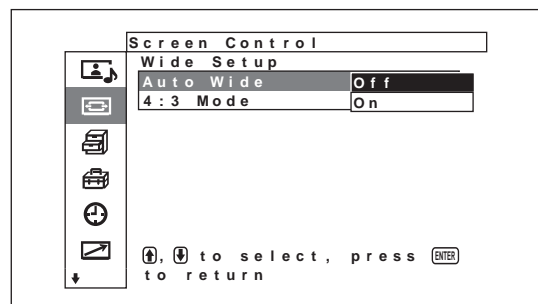 Screen Control
Wide Setup
Auto Wide Off
4:3 Mode On
, to select, press ENTER
to return